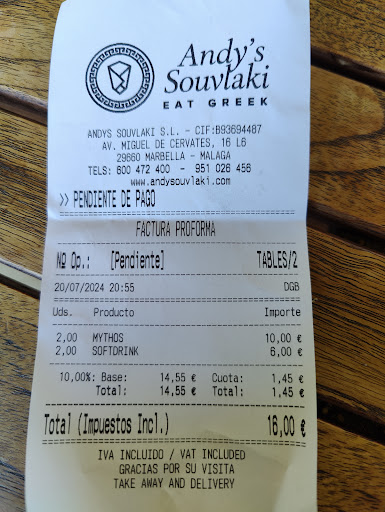 Andy's
Souvlaki
EAT GREEK
ANDYS SOUVLAKI S.L. - CIF:B93694487
AV. MIGUEL DE CERVATES, 16 L6
29660 MARBELLA - MALAGA
TELS: 600 472 400 - 951 026 456
www.andysouvlaki.com
>> PENDIENTE DE PAGO
FACTURA PROFORMA
Nº Op.: [Pendiente] TABLES/2
20/07/2024 20:55 DGB
Uds. Producto Importe
2,00 MYTHOS 10,00 €
2,00 SOFTDRINK 6,00 €
10,00%: Base: 14,55 € Cuota: 1,45 €
Total: 14,55 € Total: 1,45 €
Total (Impuestos Incl.) 16,00 €
IVA INCLUIDO / VAT INCLUDED
GRACIAS POR SU VISITA
TAKE AWAY AND DELIVERY